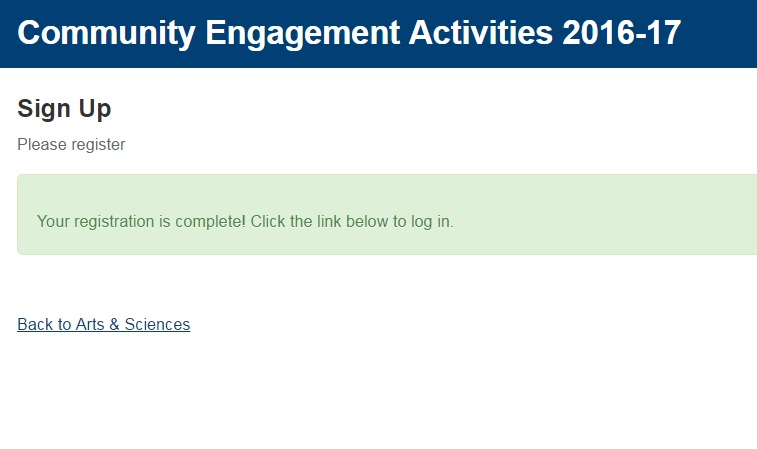 Community Engagement Activities 2016-17
Sign Up
Please register
Your registration is complete! Click the link below to log in.
Back to Arts & Sciences